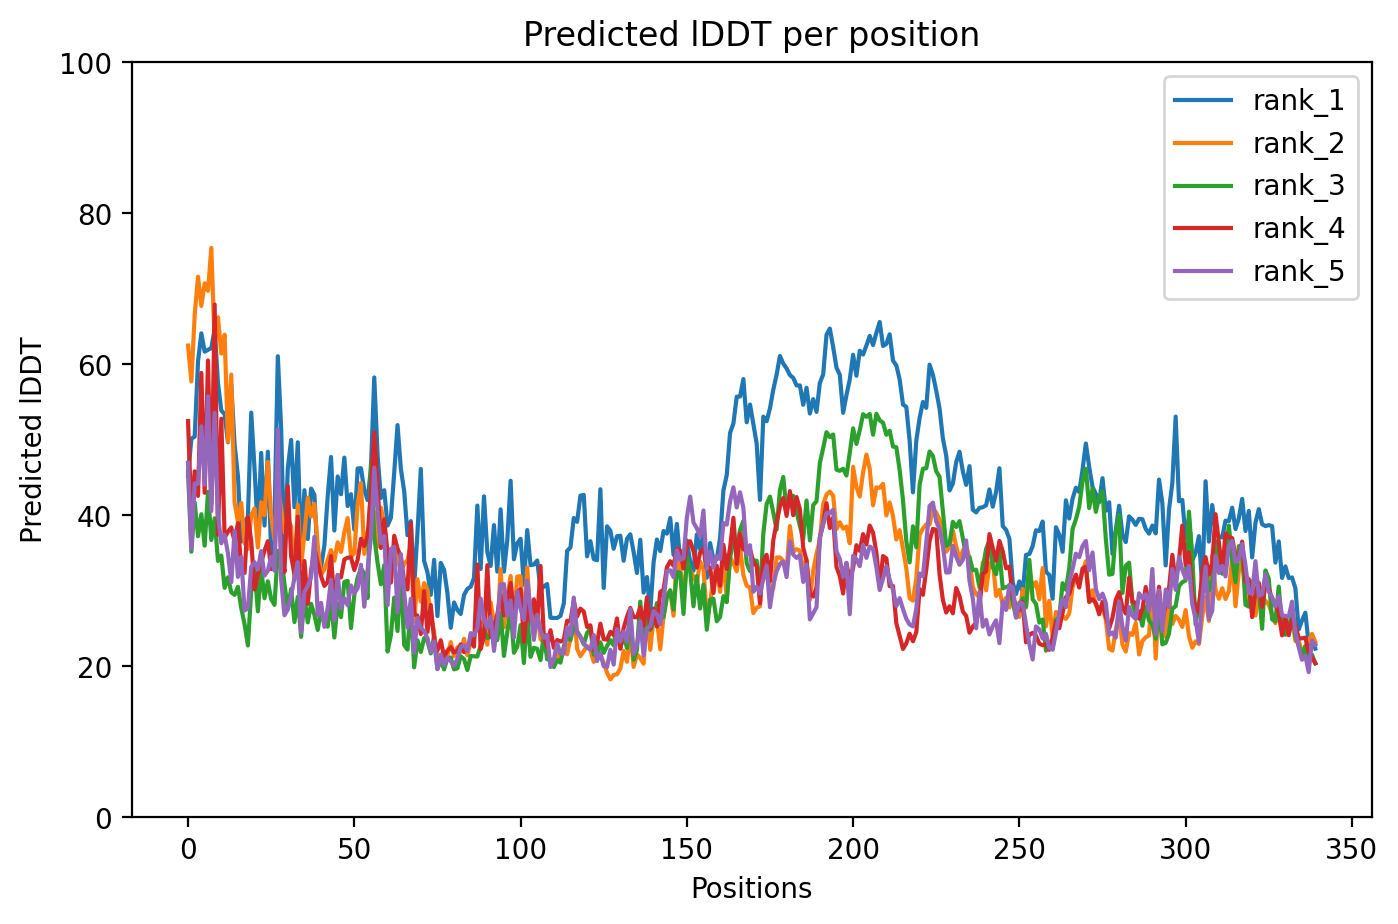 Predicted lDDT per position
100
80
60
40
20
0
Predicted lDDT
0 50 100 150 200 250 300 350
Positions
rank_1
rank_2
rank_3
rank_4
rank_5